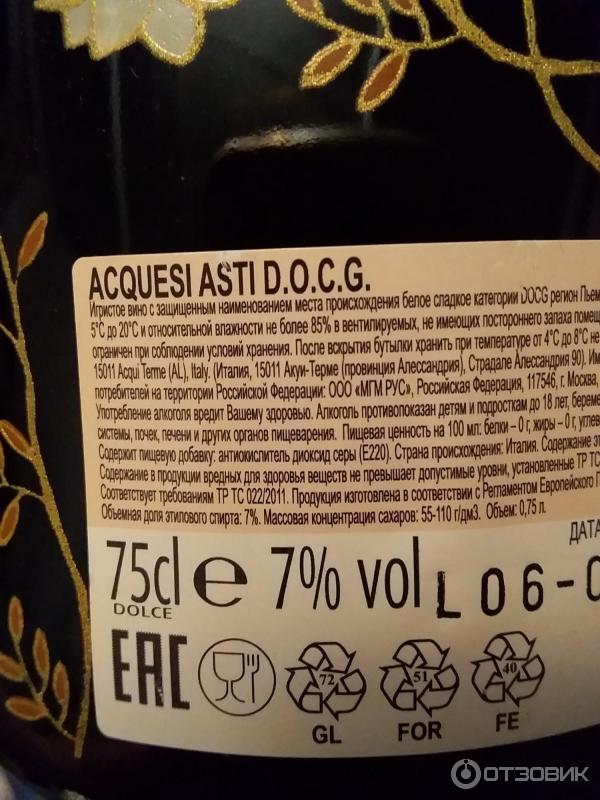 ACQUESI ASTI D.O.C.G.
Игристое вино с защищенным наименованием места происхождения белое сладкое категории DOCG регион Пьем
5°C до 20°C и относительной влажности не более 85% в вентилируемых, не имеющих постороннего запаха помещ
ограничен при соблюдении условий хранения. После вскрытия бутылки хранить при температуре от 4°C до 8°C не
15011 Acqui Terme (AL), Italy. (Италия, 15011 Акуи-Терме (провинция Алессандрия), Страдале Алессандрия 90). Им
потребителей на территории Российской Федерации: ООО «МГМ РУС», Российская Федерация, 117546, г. Москва,
Употребление алкоголя вредит Вашему здоровью. Алкоголь противопоказан детям и подросткам до 18 лет, береме
системы, почек, печени и других органов пищеварения. Пищевая ценность на 100 мл: белки – 0 г, жиры – 0 г, углев
Содержит пищевую добавку: антиокислитель диоксид серы (E220). Страна происхождения: Италия. Содержание эт
Содержание в продукции вредных для здоровья веществ не превышает допустимые уровни, установленные ТР ТС
Соответствует требованиям ТР ТС 022/2011. Продукция изготовлена в соответствии с Регламентом Европейского П
Объемная доля этилового спирта: 7%. Массовая концентрация сахаров: 55-110 г/дм3. Объем: 0,75 л.
ДАТА
75cl e 7% vol L 06-0
DOLCE
EAC 72 51 40
GL FOR FE
ОТЗОВИК